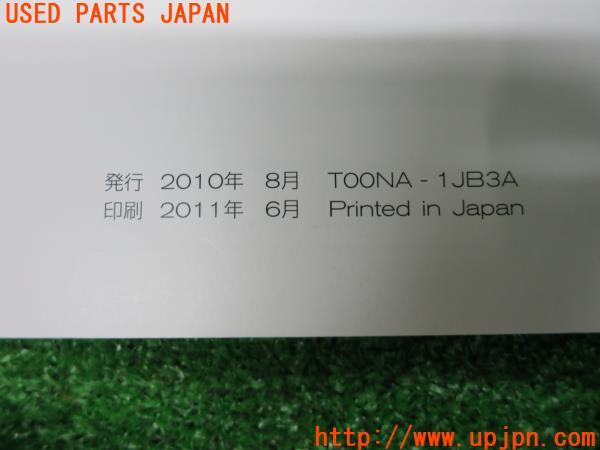 USED PARTS JAPAN
発行 2010年 8月 T00NA - 1JB3A
印刷 2011年 6月 Printed in Japan
http://www.upjpn.com